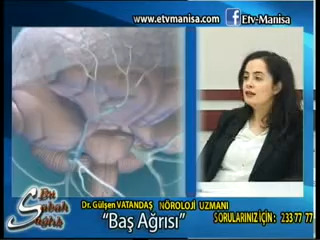 www.etvmanisa.com f Etv-Manisa
Bu Sabah Sağlık
Dr. Gülşen VATANDAŞ NÖROLOJİ UZMANI
“Baş Ağrısı”
SORULARINIZ İÇİN: 233 77 77